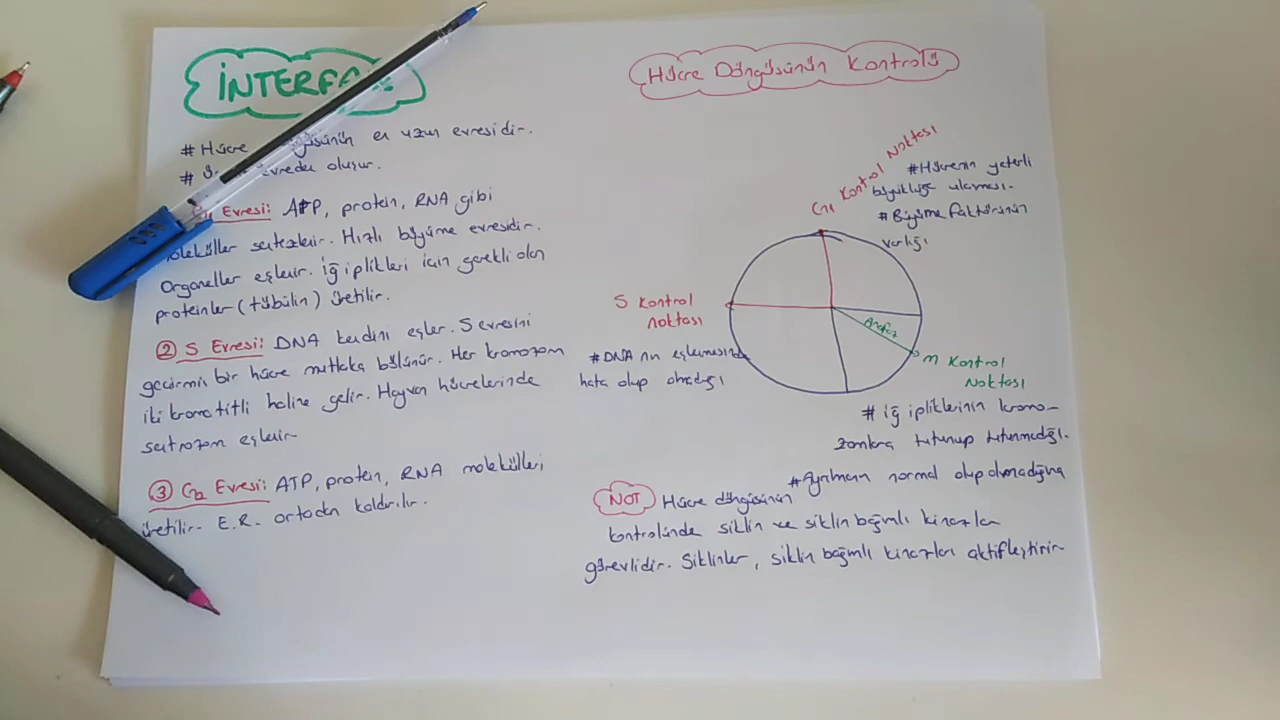 İNTERFA
# Hücre en uzun evresidir.
# evreden oluşur.
G1 Evresi: ATP, protein, RNA gibi
moleküller sentezlenir. Hızlı büyüme evresidir.
Organeller eşlenir. İğ iplikleri için gerekli olan
proteinler (tübülin) üretilir.
② S Evresi: DNA kendini eşler. S evresini
geçirmiş bir hücre mutlaka bölünür. Her kromozom
iki kromatitli haline gelir. Hayvan hücrelerinde
sentrozom eşlenir
③ G2 Evresi: ATP, protein, RNA molekülleri
üretilir. E.R. ortadan kaldırılır.
Hücre Döngüsünün Kontrolü
G1 Kontrol Noktası
# Hücrenin yeterli
büyüklüğe ulaşması.
# Büyüme faktörünün
varlığı
S Kontrol
Noktası
# DNA nın eşlenmesinde
hata olup olmadığı
Anafaz
M Kontrol
Noktası
# iğ ipliklerinin kromo-
zomlara tutunup tutunmadığı.
# Ayrılmanın normal olup olmadığına
NOT Hücre döngüsünün
kontrolünde siklin ve siklin bağımlı kinazlar
görevlidir. Siklinler, siklin bağımlı kinazları aktifleştirir